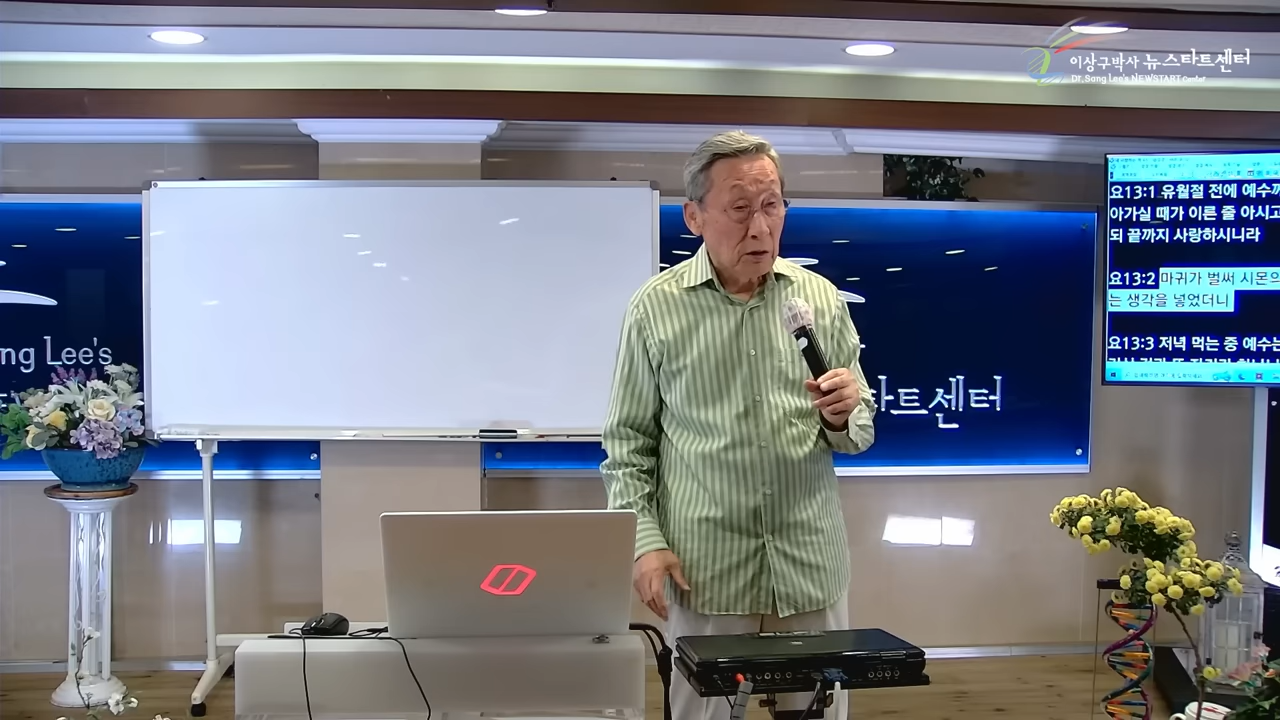 이상구박사 뉴스타트센터
Dr. Sang Lee's NEWSTART Center
요13:1 유월절 전에 예수께
아가실 때가 이른 줄 아시고
되 끝까지 사랑하시니라
요13:2 마귀가 벌써 시몬의
는 생각을 넣었더니
요13:3 저녁 먹는 중 예수는
ng Lee's
타트센터